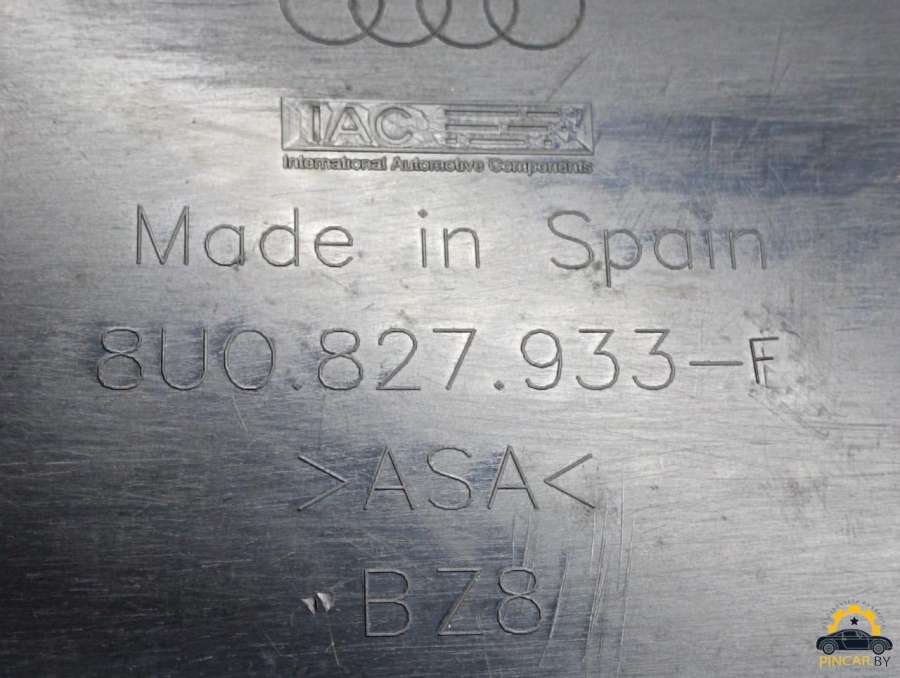 IAC
International Automotive Components
Made in Spain
8U0.827.933-F
>ASA<
BZ8
PINCAR.BY